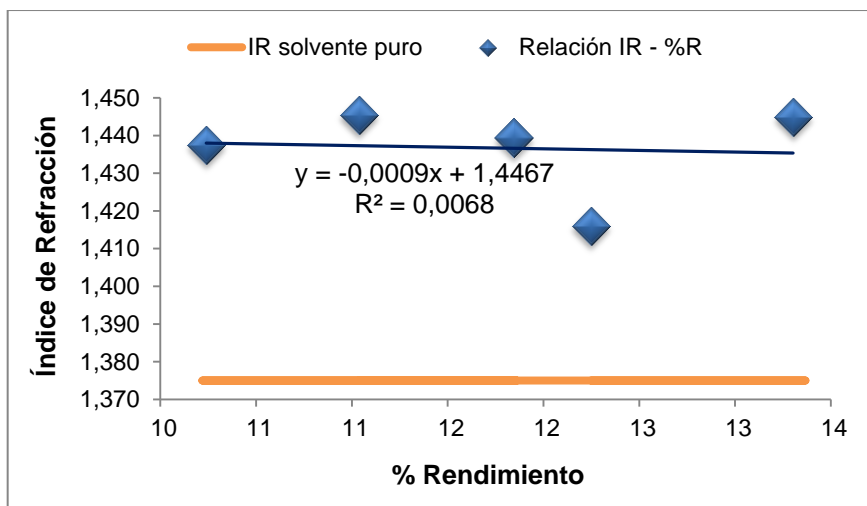 IR solvente puro
Relación IR - %R
1,450
1,440
1,430
1,420
1,410
1,400
1,390
1,380
1,370
Índice de Refracción
y = -0,0009x + 1,4467
R² = 0,0068
10 11 11 12 12 13 13 14
% Rendimiento